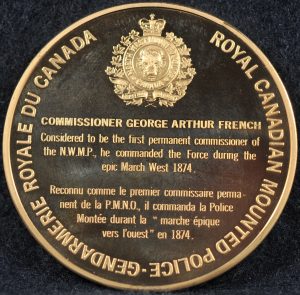 GENDARMERIE ROYALE DU CANADA
ROYAL CANADIAN MOUNTED POLICE
COMMISSIONER GEORGE ARTHUR FRENCH
Considered to be the first permanent commissioner of
the N.W.M.P., he commanded the Force during the
epic March West 1874.
Reconnu comme le premier commissaire perma-
nent de la P.M.N.O., il commanda la Police
Montée durant la " marche épique
vers l'ouest" en 1874.